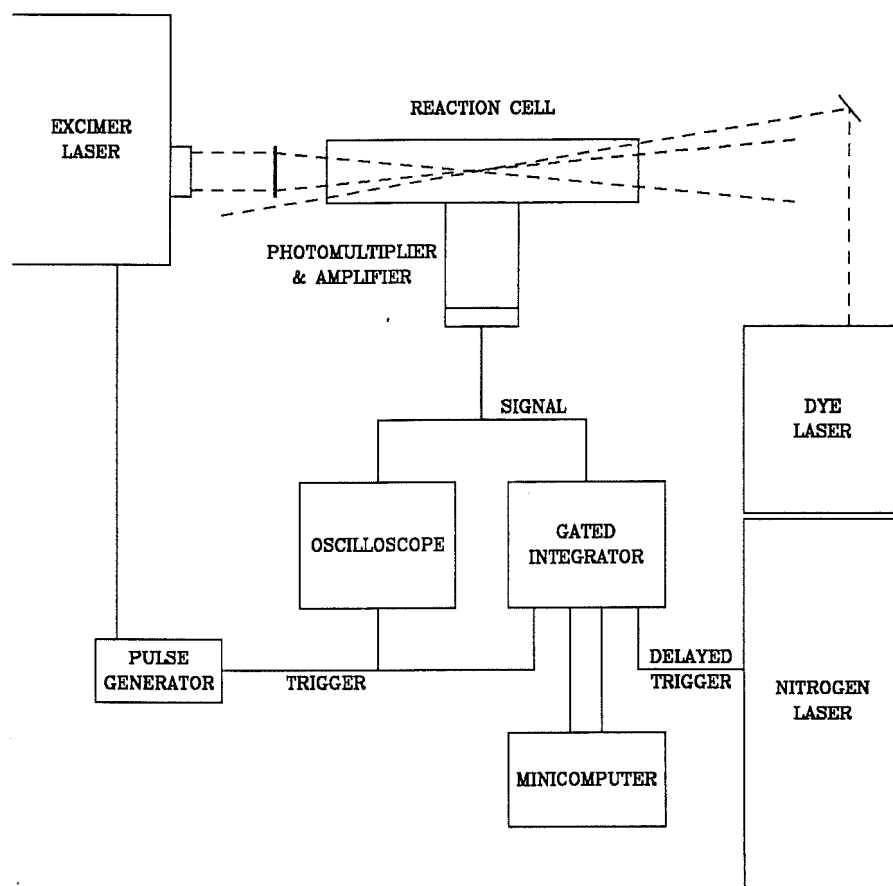 REACTION CELL
EXCIMER
LASER
PHOTOMULTIPLIER
& AMPLIFIER
SIGNAL
DYE
LASER
OSCILLOSCOPE
GATED
INTEGRATOR
PULSE
GENERATOR
TRIGGER
DELAYED
TRIGGER
NITROGEN
LASER
MINICOMPUTER